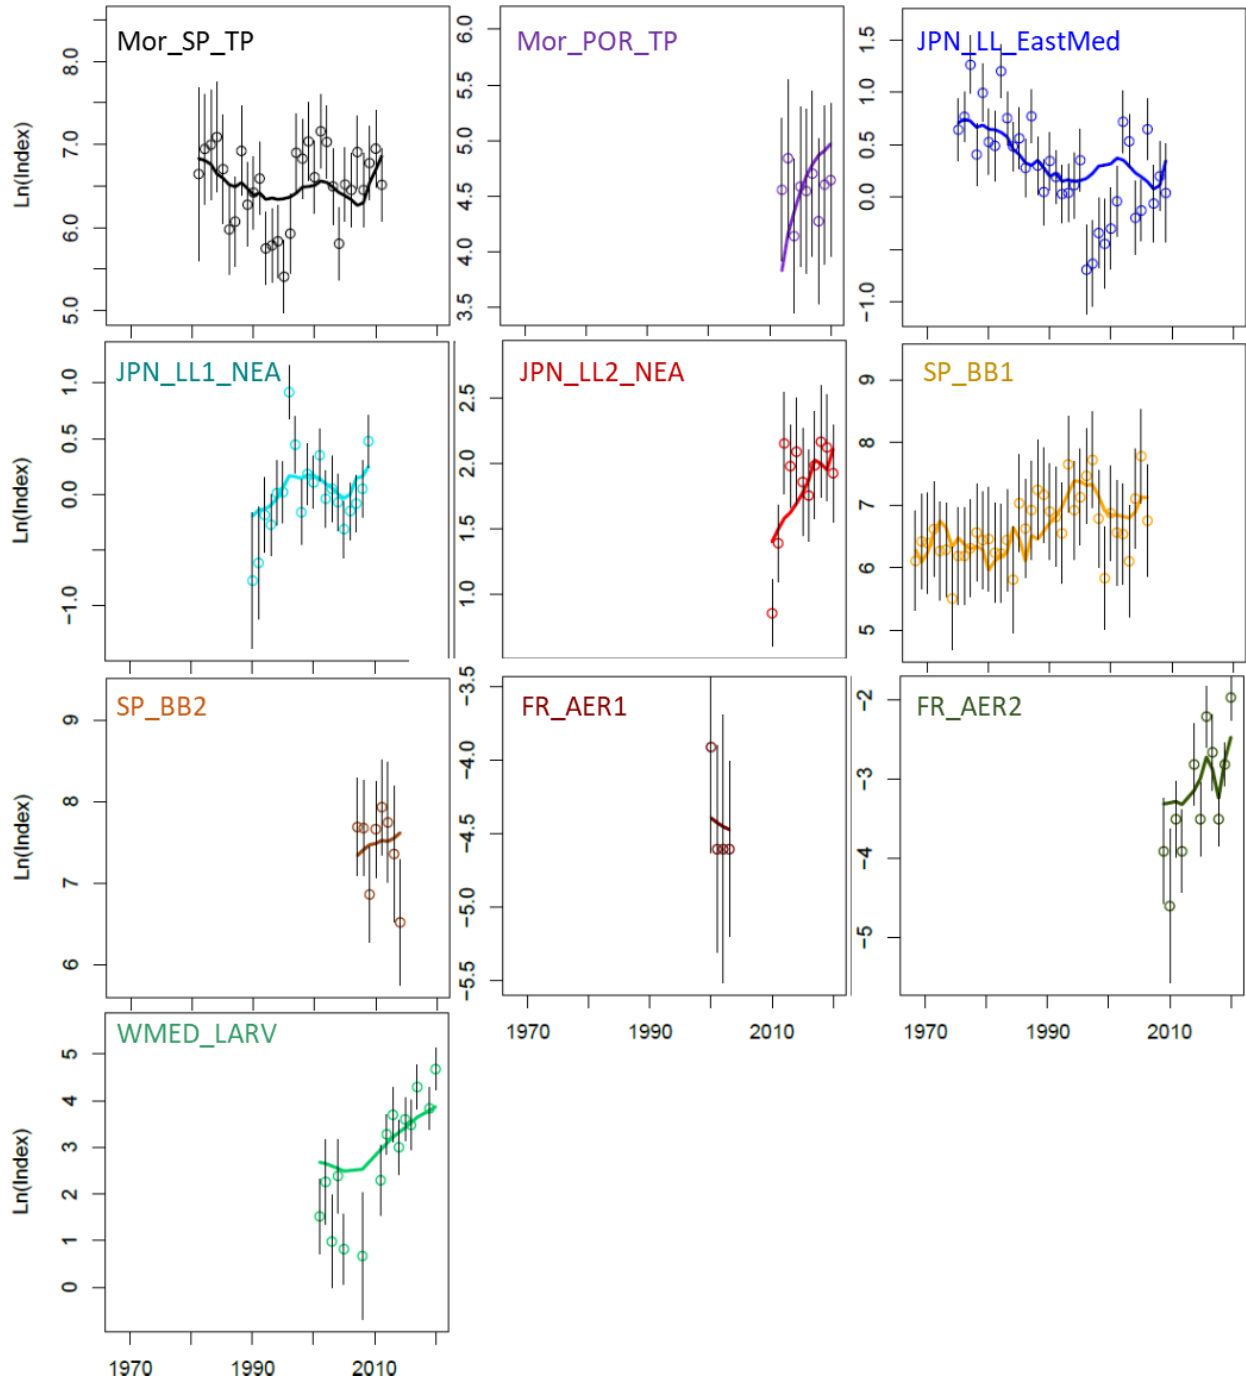 Mor_SP_TP
Mor_POR_TP
JPN_LL_EastMed
Ln(Index)
8.0
7.0
6.0
5.0
6.0
5.5
5.0
4.5
4.0
3.5
1.5
1.0
0.5
0.0
-1.0
JPN_LL1_NEA
JPN_LL2_NEA
SP_BB1
Ln(Index)
1.0
0.5
0.0
-1.0
2.5
2.0
1.5
1.0
9
8
7
6
5
SP_BB2
FR_AER1
FR_AER2
Ln(Index)
9
8
7
6
-3.5
-4.0
-4.5
-5.0
-5.5
-2
-3
-4
-5
1970 1990 2010
1970 1990 2010
WMED_LARV
Ln(Index)
5
4
3
2
1
0
1970 1990 2010